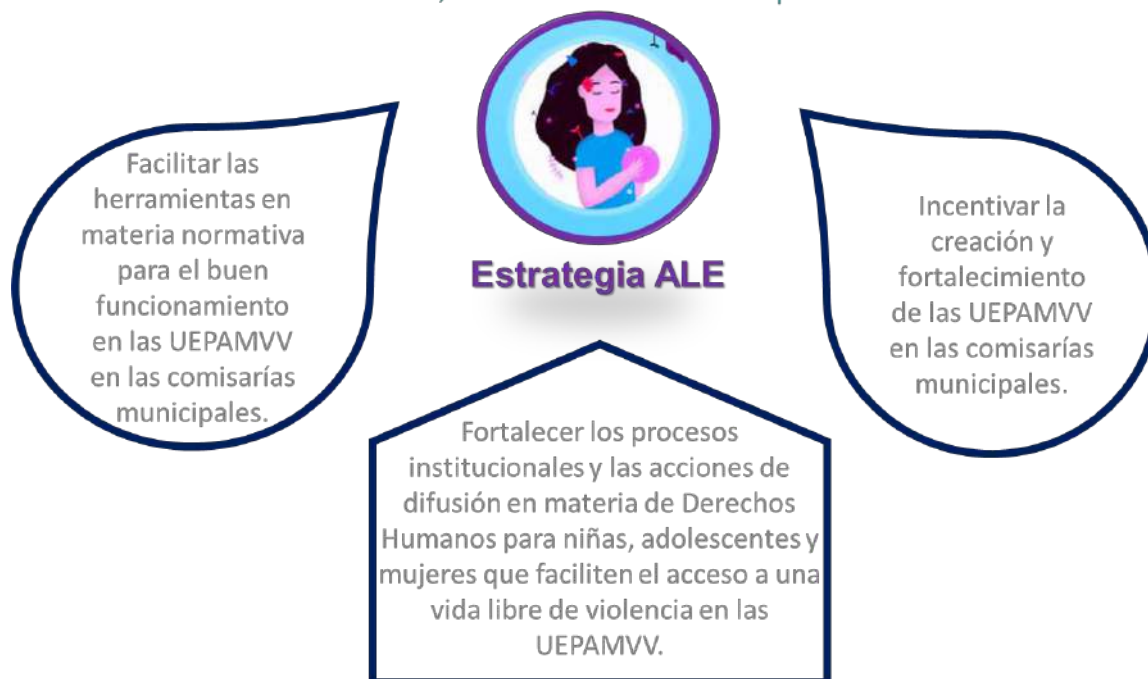 Estrategia ALE
Facilitar las
herramientas en
materia normativa
para el buen
funcionamiento
en las UEPAMVV
en las comisarías
municipales.
Incentivar la
creación y
fortalecimiento
de las UEPAMVV
en las comisarías
municipales.
Fortalecer los procesos
institucionales y las acciones de
difusión en materia de Derechos
Humanos para niñas, adolescentes y
mujeres que faciliten el acceso a una
vida libre de violencia en las
UEPAMVV.